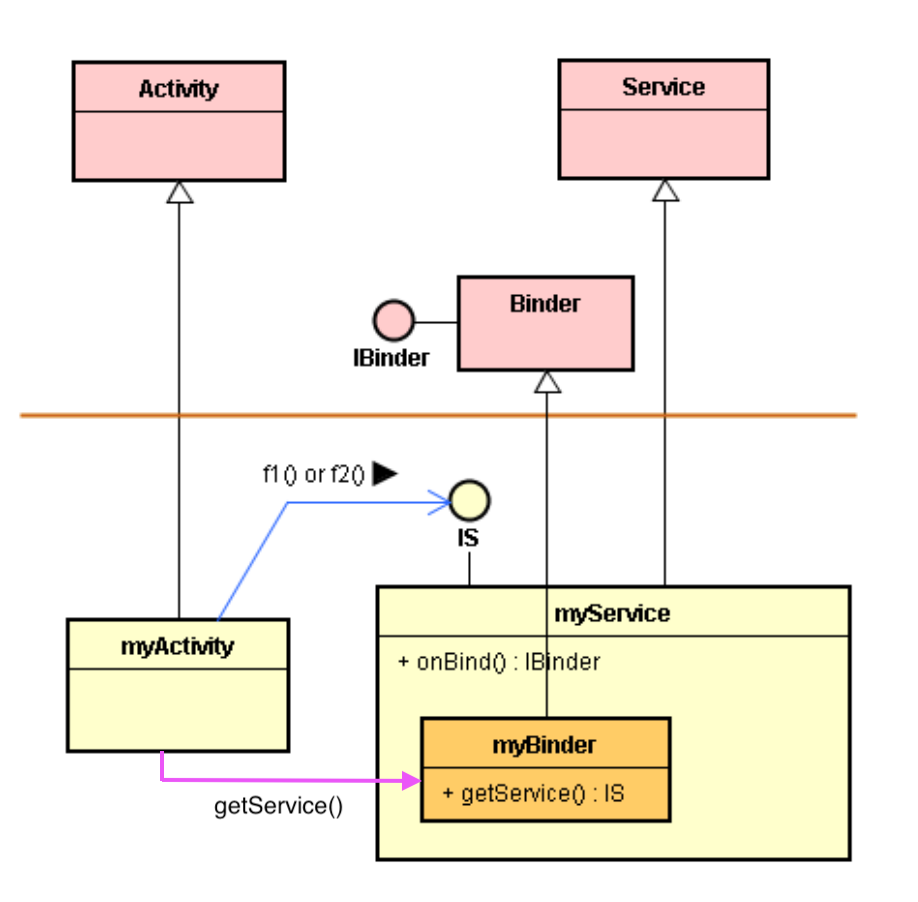 Activity
Service
Binder
IBinder
f1() or f2()
IS
myService
myActivity
+ onBind() : IBinder
myBinder
+ getService() : IS
getService()